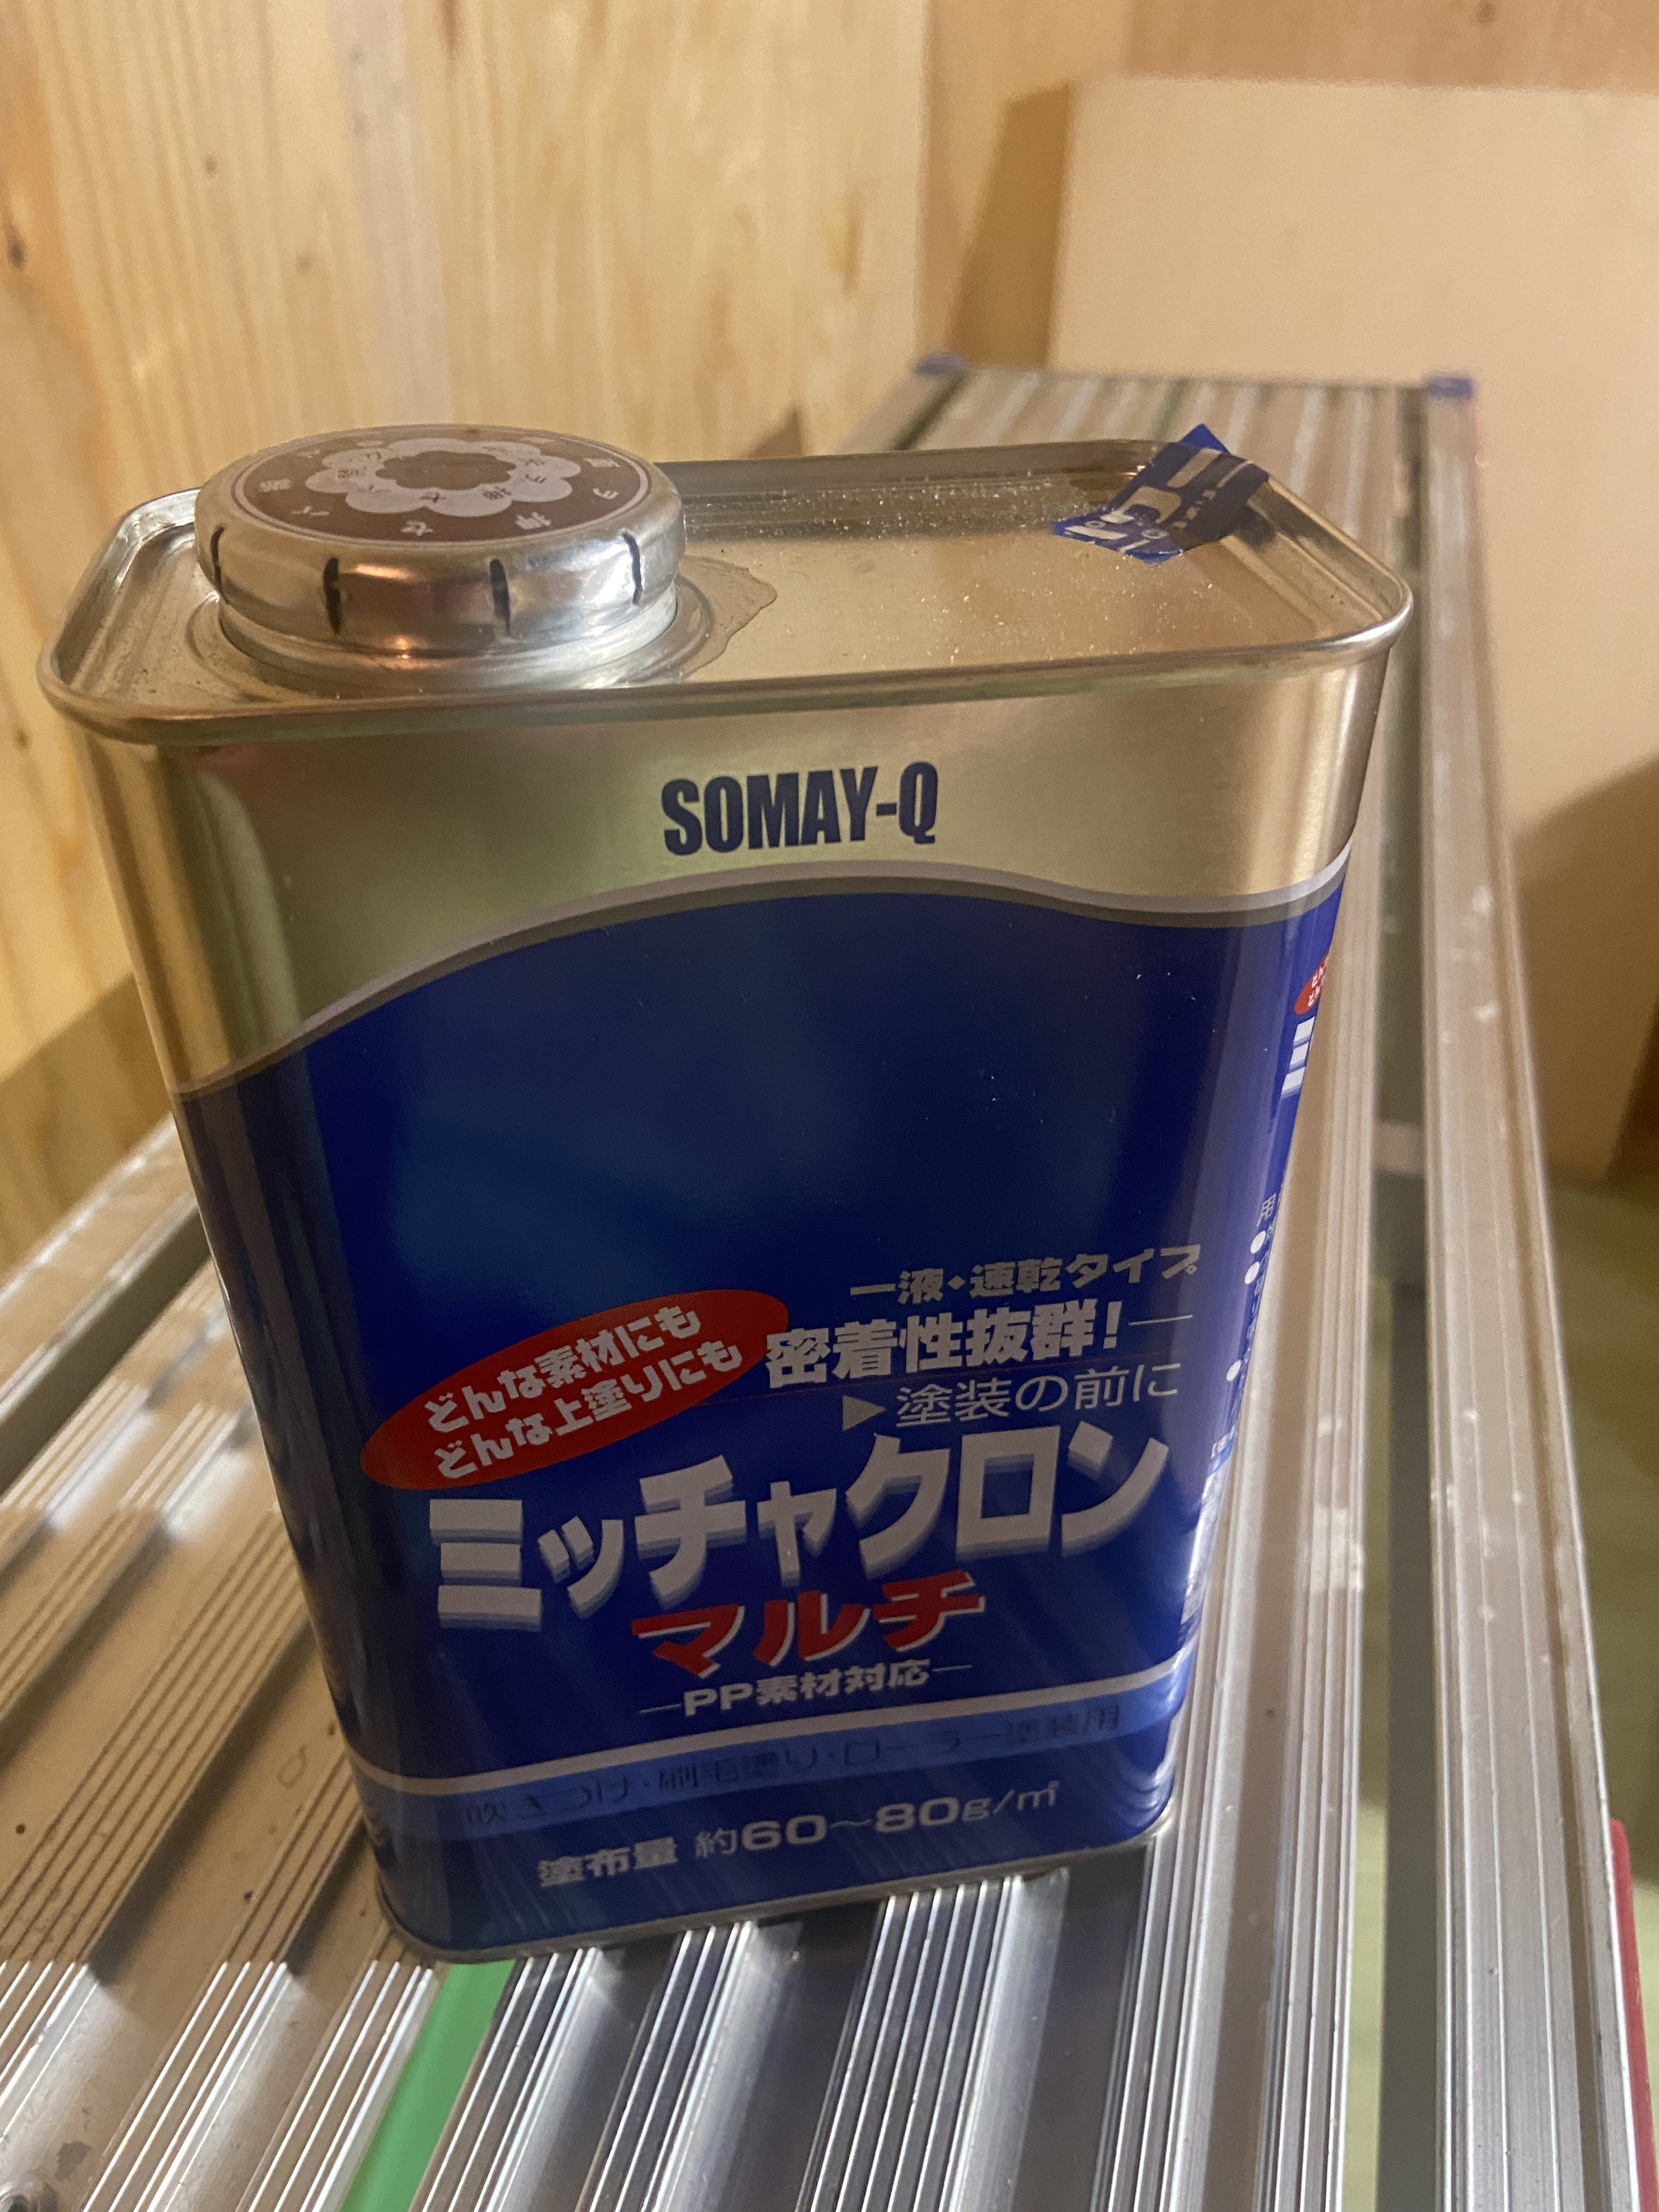 ピカコー
SOMAY-Q
一液・速乾タイプ
密着性抜群!
どんな素材にも
どんな上塗りにも
▶塗装の前に
ミッチャクロン
マルチ
PP素材対応
吹きつけ・刷毛塗り・ローラー塗装用
塗布量 約60～80g/㎡